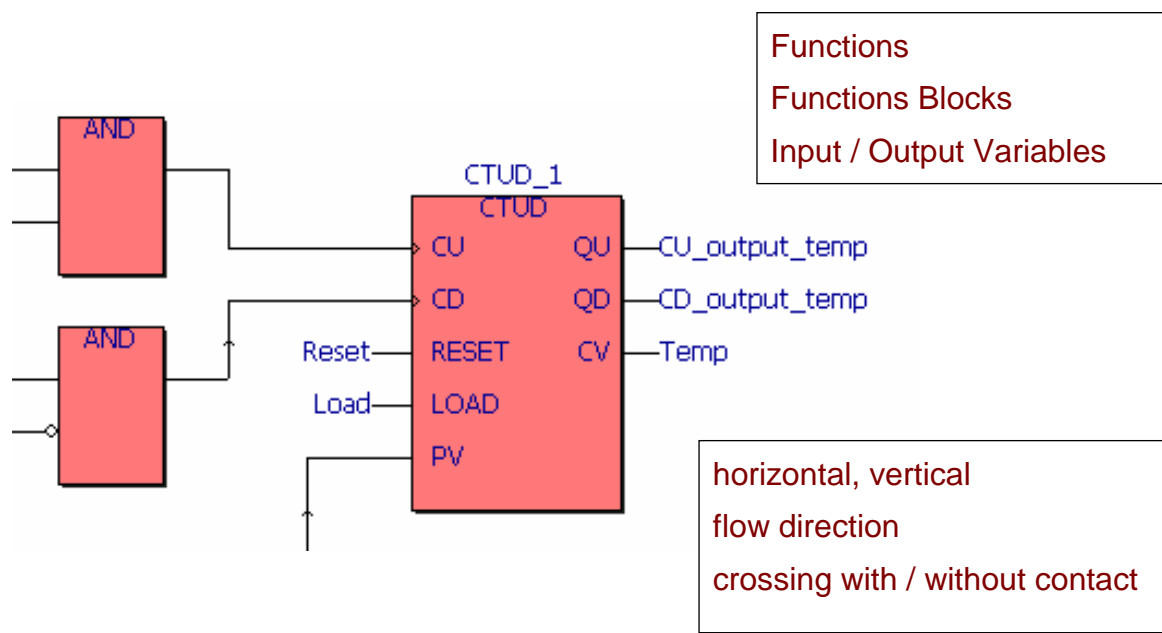 Functions
Functions Blocks
Input / Output Variables
AND
CTUD_1
CTUD
CU QU CU_output_temp
CD QD CD_output_temp
AND
Reset RESET CV Temp
Load LOAD
PV
horizontal, vertical
flow direction
crossing with / without contact